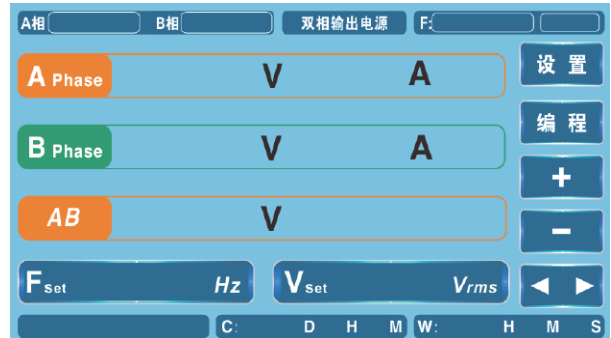 A相 B相 双相输出电源 F:
A Phase V A 设置
B Phase V A 编程
+
AB V −
Fset Hz Vset Vrms ◀ ▶
C: D H M W: H M S